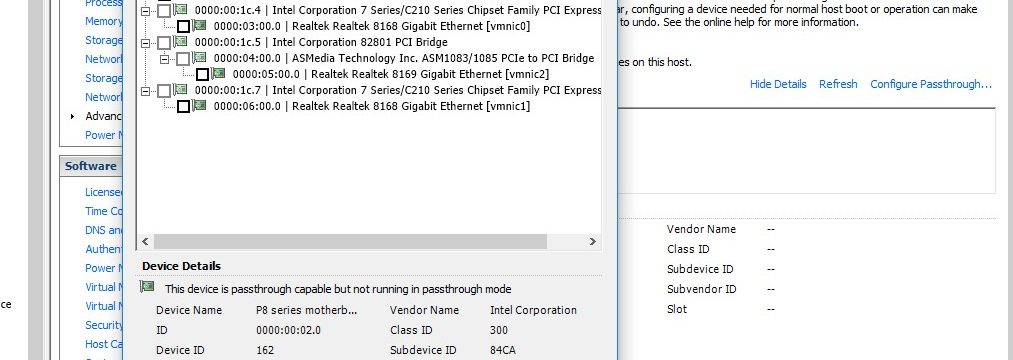 Proces
Memory
Storage
Networ
Storage
Networ
Advanc
Power M
Software
License
Time Co
DNS an
Authent
Power M
Virtual M
Virtual M
Security
Host Ca
ce
0000:00:1c.4 | Intel Corporation 7 Series/C210 Series Chipset Family PCI Express
0000:03:00.0 | Realtek Realtek 8168 Gigabit Ethernet [vmnic0]
0000:00:1c.5 | Intel Corporation 82801 PCI Bridge
0000:04:00.0 | ASMedia Technology Inc. ASM1083/1085 PCIe to PCI Bridge
0000:05:00.0 | Realtek Realtek 8169 Gigabit Ethernet [vmnic2]
0000:00:1c.7 | Intel Corporation 7 Series/C210 Series Chipset Family PCI Express
0000:06:00.0 | Realtek Realtek 8168 Gigabit Ethernet [vmnic1]
Device Details
This device is passthrough capable but not running in passthrough mode
Device Name P8 series motherb... Vendor Name Intel Corporation
ID 0000:00:02.0 Class ID 300
Device ID 162 Subdevice ID 84CA
ar, configuring a device needed for normal host boot or operation can make
to undo. See the online help for more information.
es on this host.
Hide Details Refresh Configure Passthrough...
Vendor Name --
Class ID --
Subdevice ID --
Subvendor ID --
Slot --